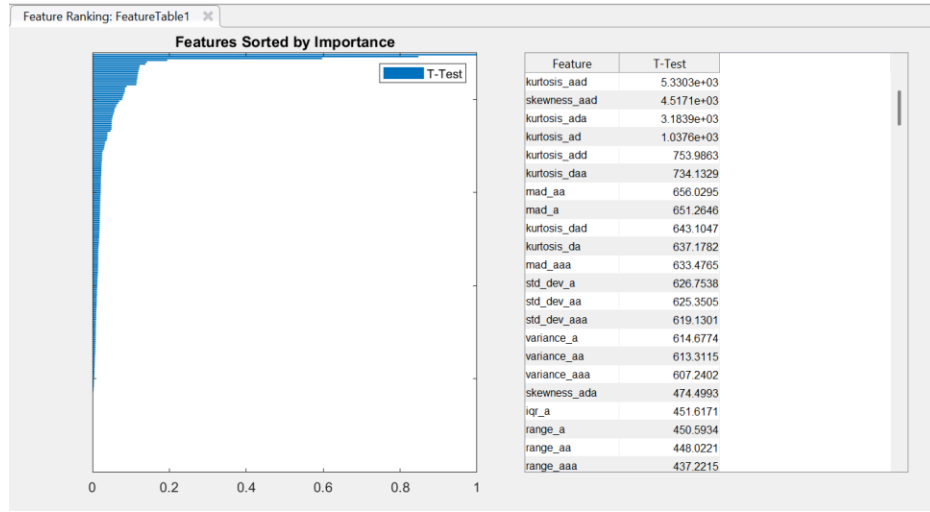 Feature Ranking: FeatureTable1
Features Sorted by Importance
T-Test
0 0.2 0.4 0.6 0.8 1
Feature T-Test
kurtosis_aad 5.3303e+03
skewness_aad 4.5171e+03
kurtosis_ada 3.1839e+03
kurtosis_ad 1.0376e+03
kurtosis_add 753.9863
kurtosis_daa 734.1329
mad_aa 656.0295
mad_a 651.2646
kurtosis_dad 643.1047
kurtosis_da 637.1782
mad_aaa 633.4765
std_dev_a 626.7538
std_dev_aa 625.3505
std_dev_aaa 619.1301
variance_a 614.6774
variance_aa 613.3115
variance_aaa 607.2402
skewness_ada 474.4993
iqr_a 451.6171
range_a 450.5934
range_aa 448.0221
range_aaa 437.2215